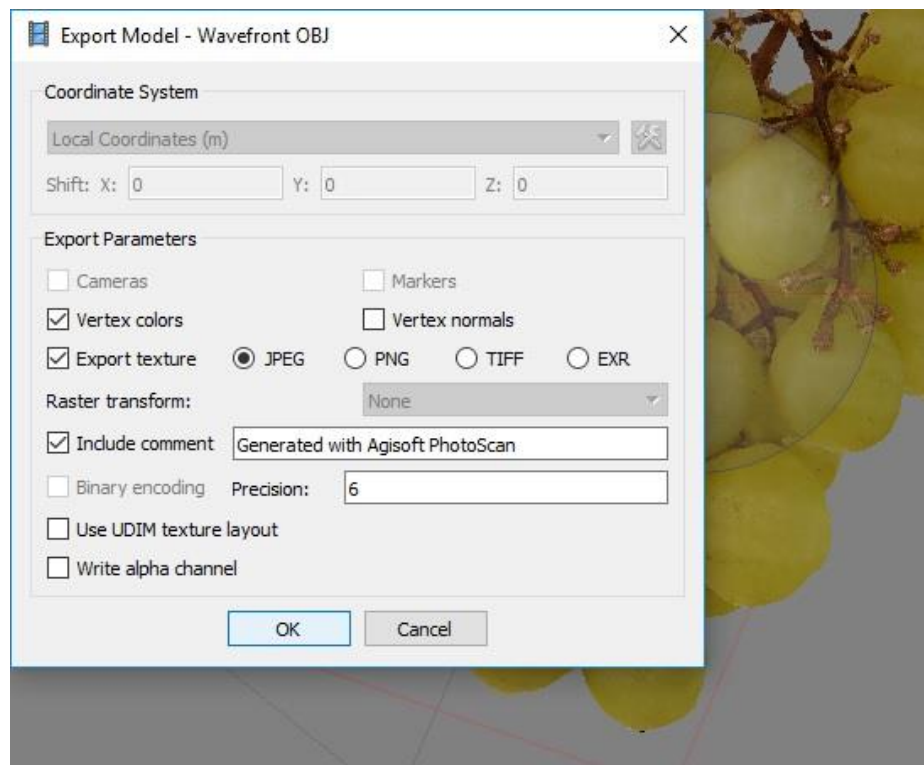 Export Model - Wavefront OBJ
Coordinate System
Local Coordinates (m)
Shift: X: 0 Y: 0 Z: 0
Export Parameters
Cameras Markers
Vertex colors Vertex normals
Export texture JPEG PNG TIFF EXR
Raster transform: None
Include comment Generated with Agisoft PhotoScan
Binary encoding Precision: 6
Use UDIM texture layout
Write alpha channel
OK Cancel